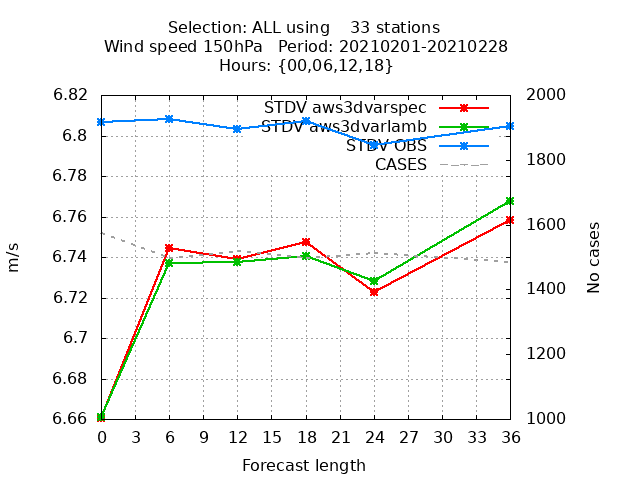 Selection: ALL using    33 stations
Wind speed 150hPa   Period: 20210201-20210228
Hours: {00,06,12,18}
6.82
6.8
6.78
6.76
6.74
6.72
6.7
6.68
6.66
m/s
STDV aws3dvarspec
STDV aws3dvarlamb
STDV OBS
CASES
2000
1800
1600
1400
1200
1000
No cases
0 3 6 9 12 15 18 21 24 27 30 33 36
Forecast length